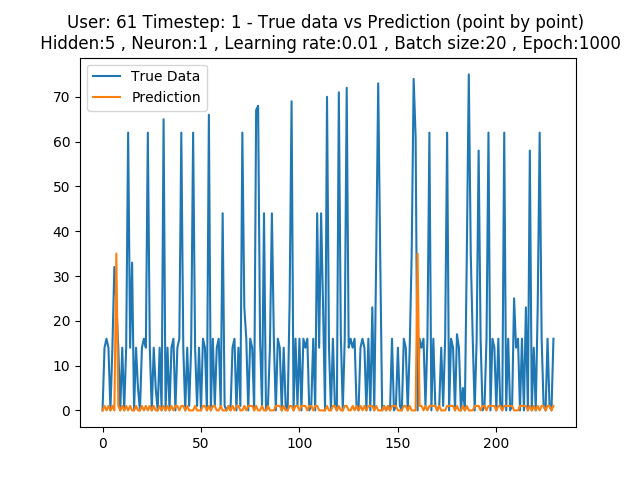 User: 61 Timestep: 1 - True data vs Prediction (point by point)
Hidden:5 , Neuron:1 , Learning rate:0.01 , Batch size:20 , Epoch:1000
True Data
Prediction
70
60
50
40
30
20
10
0
0 50 100 150 200